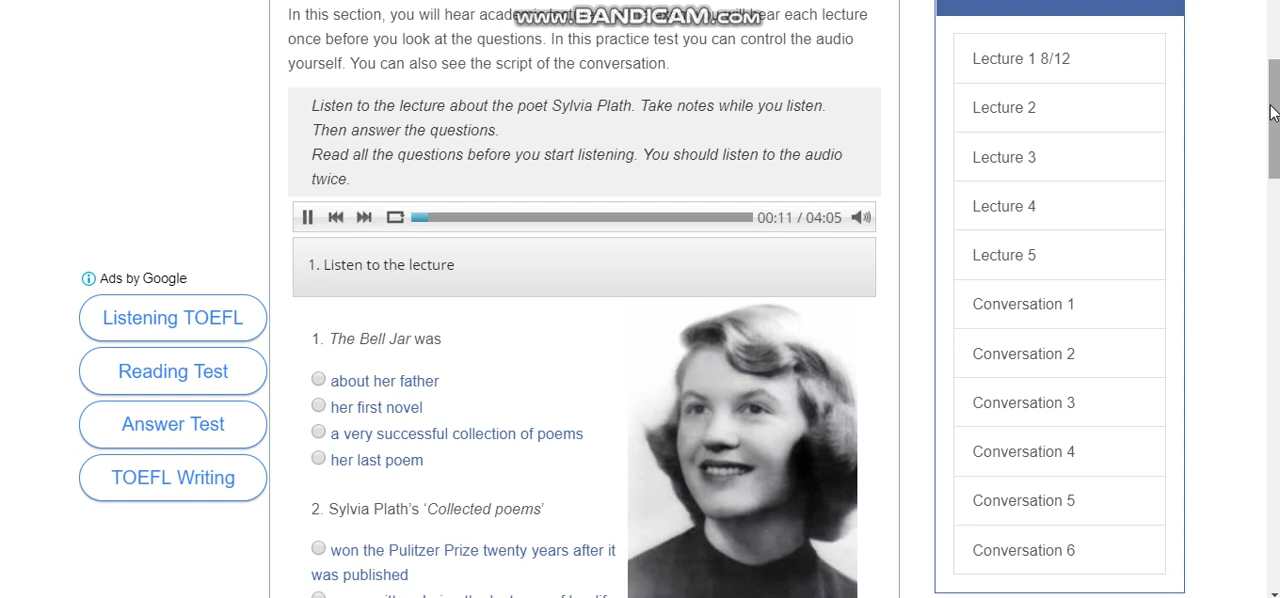 In this section, you will hear each lecture
once before you look at the questions. In this practice test you can control the audio
yourself. You can also see the script of the conversation.
www.BANDICAM.com
Listen to the lecture about the poet Sylvia Plath. Take notes while you listen.
Then answer the questions.
Read all the questions before you start listening. You should listen to the audio
twice.
00:11 / 04:05
1. Listen to the lecture
1. The Bell Jar was
about her father
her first novel
a very successful collection of poems
her last poem
2. Sylvia Plath's ‘Collected poems’
won the Pulitzer Prize twenty years after it
was published
Ads by Google
Listening TOEFL
Reading Test
Answer Test
TOEFL Writing
Lecture 1 8/12
Lecture 2
Lecture 3
Lecture 4
Lecture 5
Conversation 1
Conversation 2
Conversation 3
Conversation 4
Conversation 5
Conversation 6